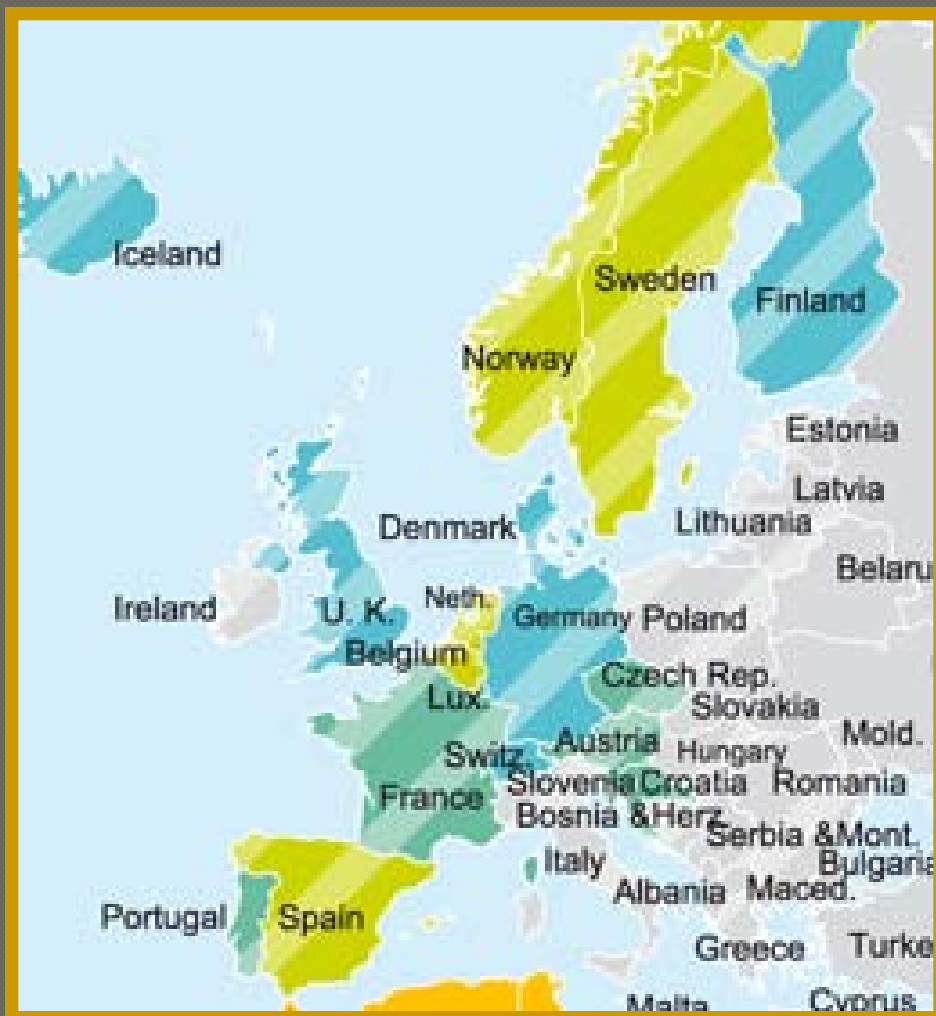 Iceland
Sweden
Finland
Norway
Estonia
Latvia
Lithuania
Denmark
Belaru
Neth.
Ireland
U. K.
Germany
Poland
Belgium
Czech Rep.
Lux.
Slovakia
Mold.
Austria
Hungary
Switz.
Slovenia
Croatia
Romania
France
Bosnia &Herz.
Serbia &Mont.
Italy
Bulgaria
Albania
Maced.
Portugal
Spain
Greece
Turke
Malta
Cyprus